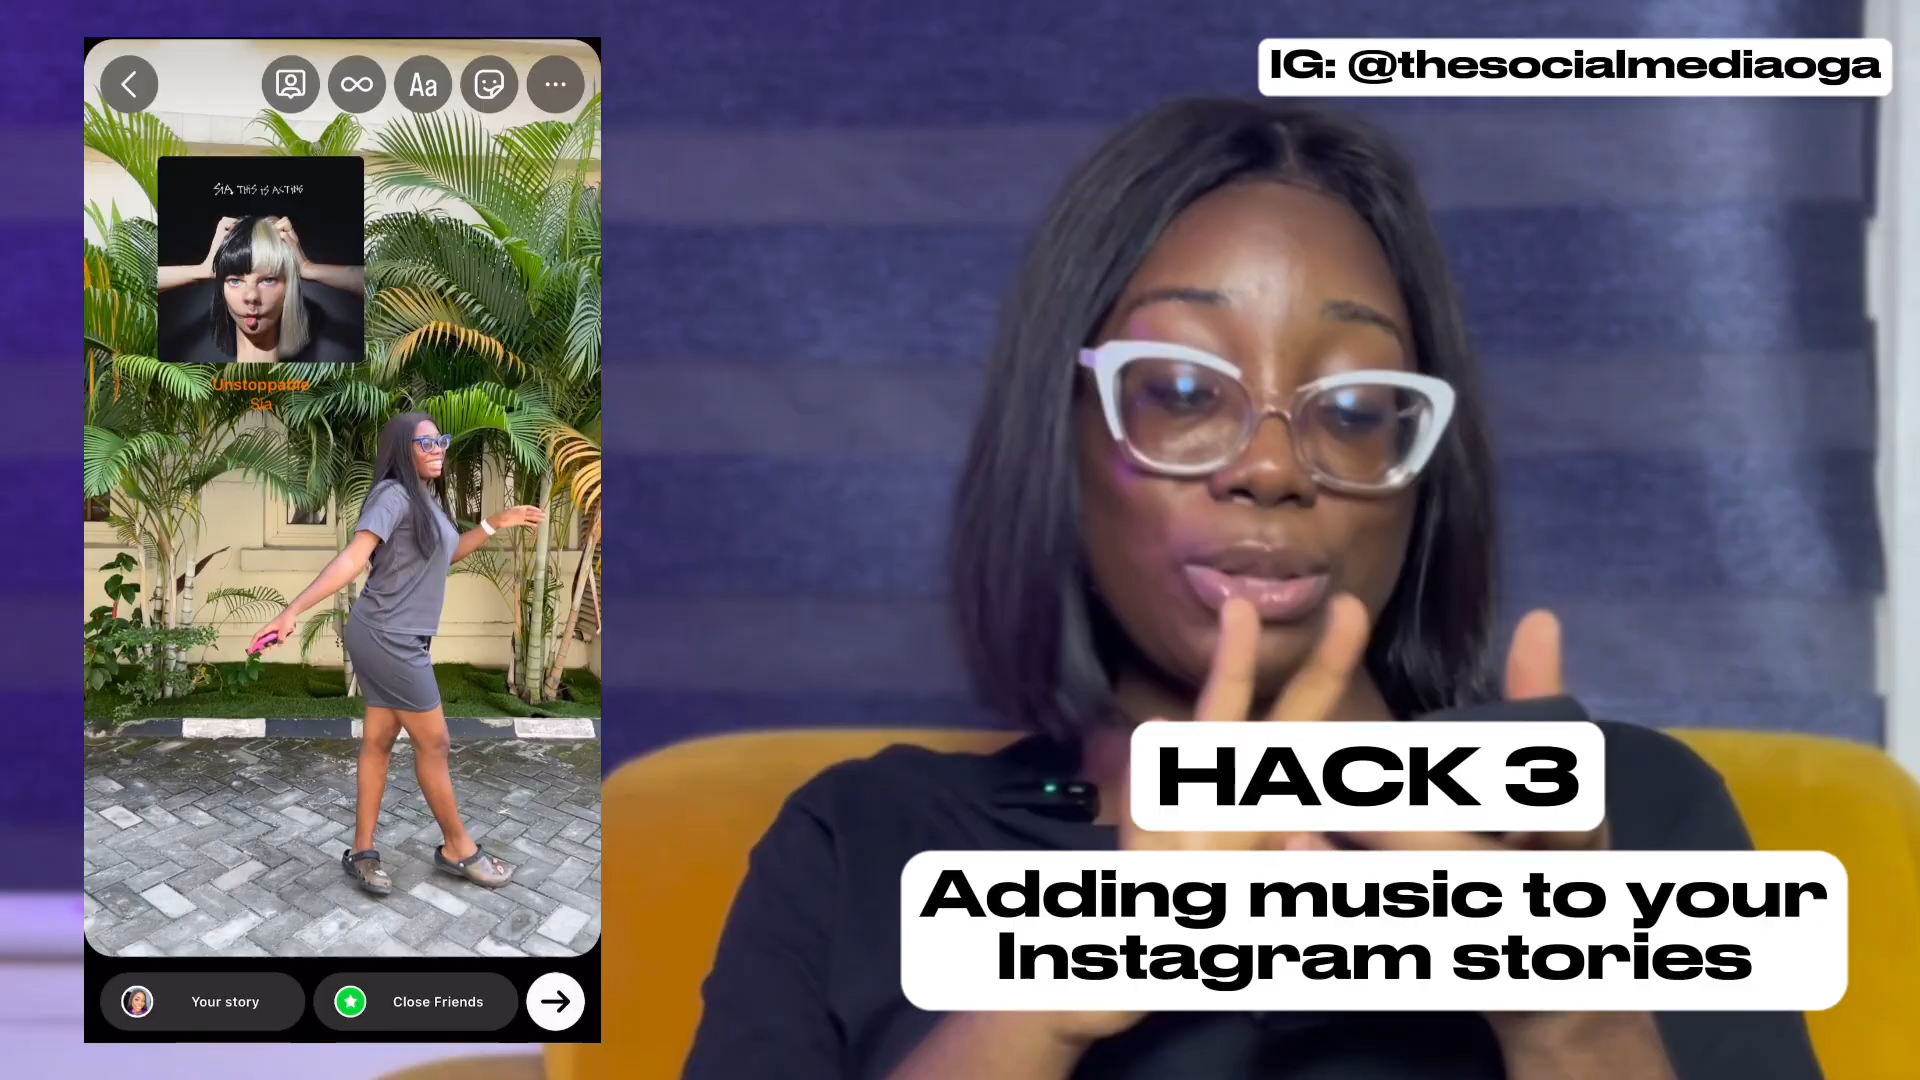 IG: @thesocialmediaoga
Aa
SIA THIS IS ACTING
Unstoppable
Sia
HACK 3
Adding music to your
Instagram stories
Your story
Close Friends